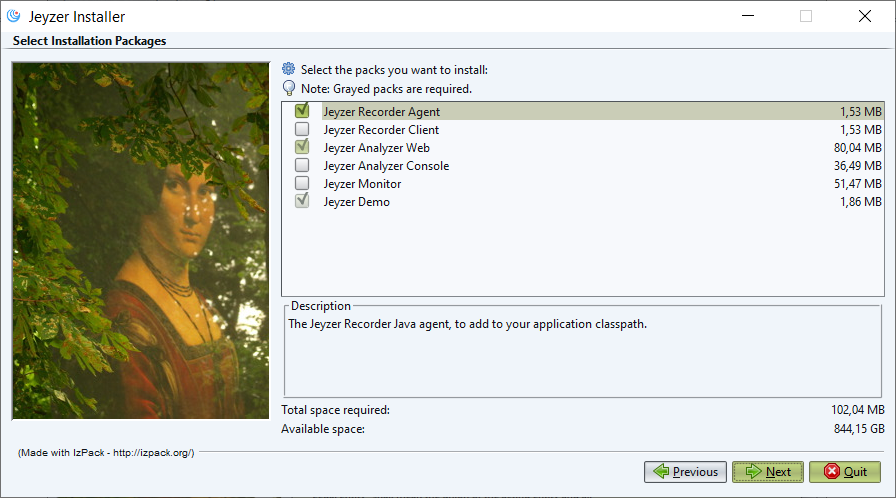 Jeyzer Installer
Select Installation Packages
Select the packs you want to install:
Note: Grayed packs are required.
Jeyzer Recorder Agent 1,53 MB
Jeyzer Recorder Client 1,53 MB
Jeyzer Analyzer Web 80,04 MB
Jeyzer Analyzer Console 36,49 MB
Jeyzer Monitor 51,47 MB
Jeyzer Demo 1,86 MB
Description
The Jeyzer Recorder Java agent, to add to your application classpath.
Total space required: 102,04 MB
Available space: 844,15 GB
(Made with IzPack - http://izpack.org/)
Previous Next Quit